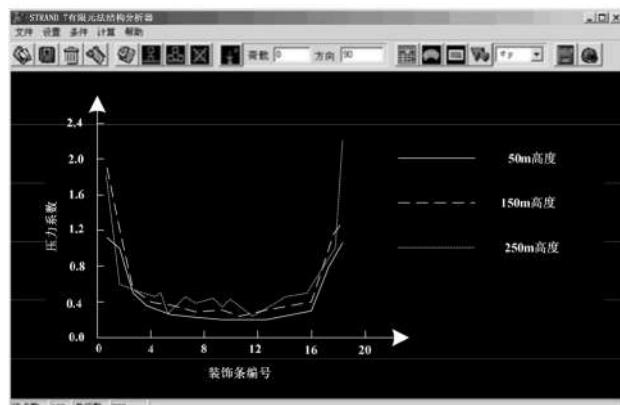 STRAND 7有限元法结构分析器
文件 设置 条件 计算 帮助
荷载 0 方向 90 σy
2.4
2.0
1.6
1.2
0.8
0.4
0.0
压力系数
0 4 8 12 16 20
装饰条编号
50m高度
150m高度
250m高度